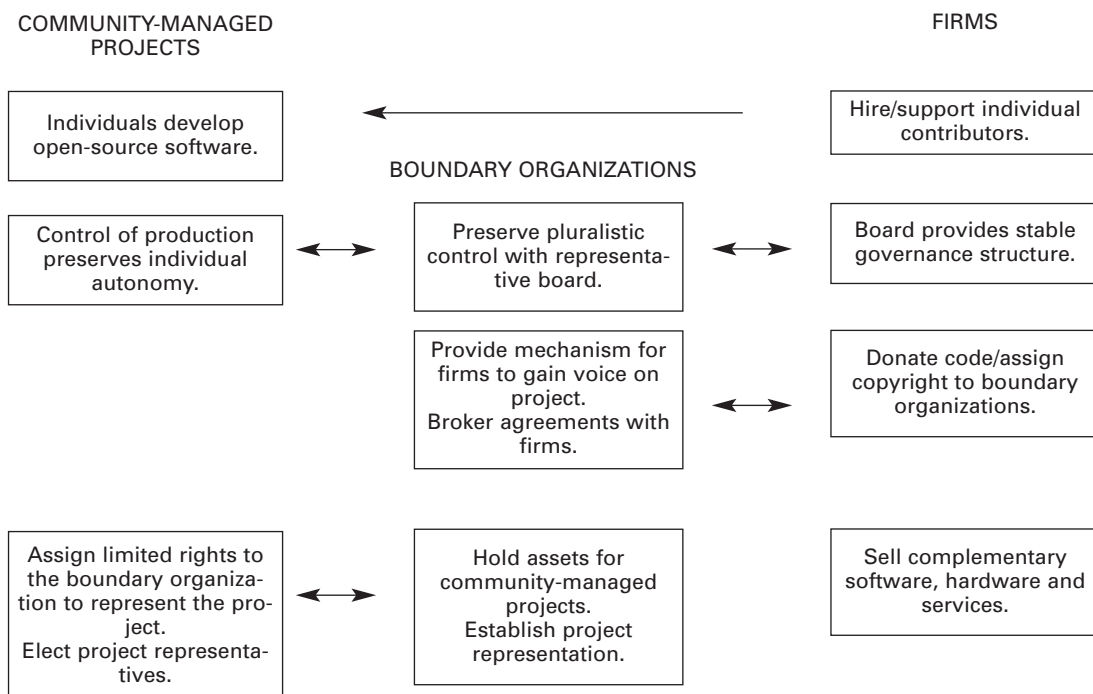 COMMUNITY-MANAGED
PROJECTS
FIRMS
Individuals develop
open-source software.
Hire/support individual
contributors.
BOUNDARY ORGANIZATIONS
Control of production
preserves individual
autonomy.
Preserve pluralistic
control with representa-
tive board.
Board provides stable
governance structure.
Provide mechanism for
firms to gain voice on
project.
Broker agreements with
firms.
Donate code/assign
copyright to boundary
organizations.
Assign limited rights to
the boundary organiza-
tion to represent the pro-
ject.
Elect project representa-
tives.
Hold assets for
community-managed
projects.
Establish project
representation.
Sell complementary
software, hardware and
services.